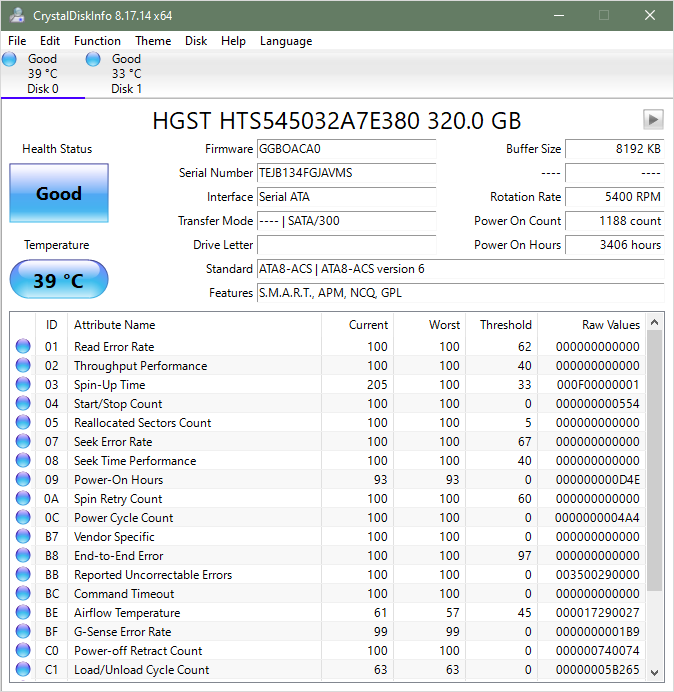 CrystalDiskInfo 8.17.14 x64
File Edit Function Theme Disk Help Language
Good Good
39 °C 33 °C
Disk 0 Disk 1
HGST HTS545032A7E380 320.0 GB
Health Status
Good
Temperature
39 °C
Firmware GGBOACA0 Buffer Size 8192 KB
Serial Number TEJB134FGJAVMS ---- ----
Interface Serial ATA Rotation Rate 5400 RPM
Transfer Mode ---- | SATA/300 Power On Count 1188 count
Drive Letter Power On Hours 3406 hours
Standard ATA8-ACS | ATA8-ACS version 6
Features S.M.A.R.T., APM, NCQ, GPL
ID Attribute Name Current Worst Threshold Raw Values
01 Read Error Rate 100 100 62 000000000000
02 Throughput Performance 100 100 40 000000000000
03 Spin-Up Time 205 100 33 000F00000001
04 Start/Stop Count 100 100 0 000000000554
05 Reallocated Sectors Count 100 100 5 000000000000
07 Seek Error Rate 100 100 67 000000000000
08 Seek Time Performance 100 100 40 000000000000
09 Power-On Hours 93 93 0 000000000D4E
0A Spin Retry Count 100 100 60 000000000000
0C Power Cycle Count 100 100 0 0000000004A4
B7 Vendor Specific 100 100 0 000000000000
B8 End-to-End Error 100 100 97 000000000000
BB Reported Uncorrectable Errors 100 100 0 003500290000
BC Command Timeout 100 100 0 000000000000
BE Airflow Temperature 61 57 45 000017290027
BF G-Sense Error Rate 99 99 0 0000000001B9
C0 Power-off Retract Count 100 100 0 000000740074
C1 Load/Unload Cycle Count 63 63 0 00000005B265